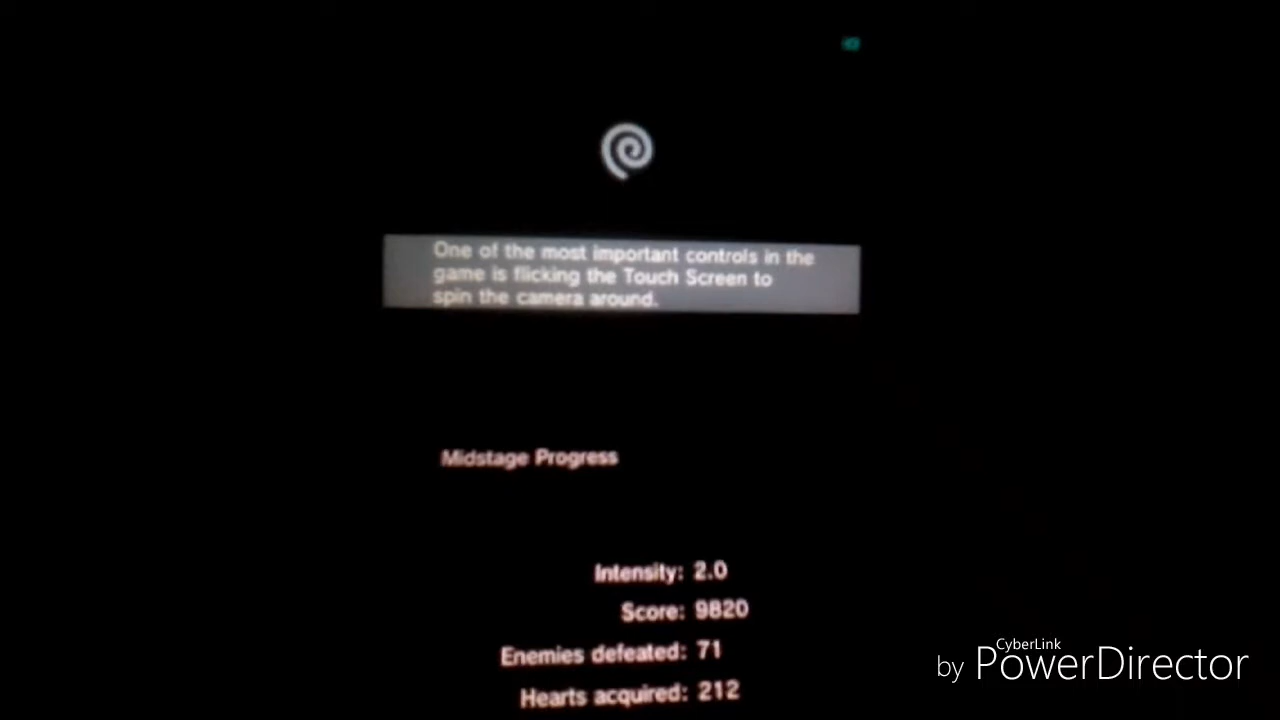 One of the most important controls in the
game is flicking the Touch Screen to
spin the camera around.
Midstage Progress
Intensity: 2.0
Score: 9820
Enemies defeated: 71
Hearts acquired: 212
CyberLink
by PowerDirector